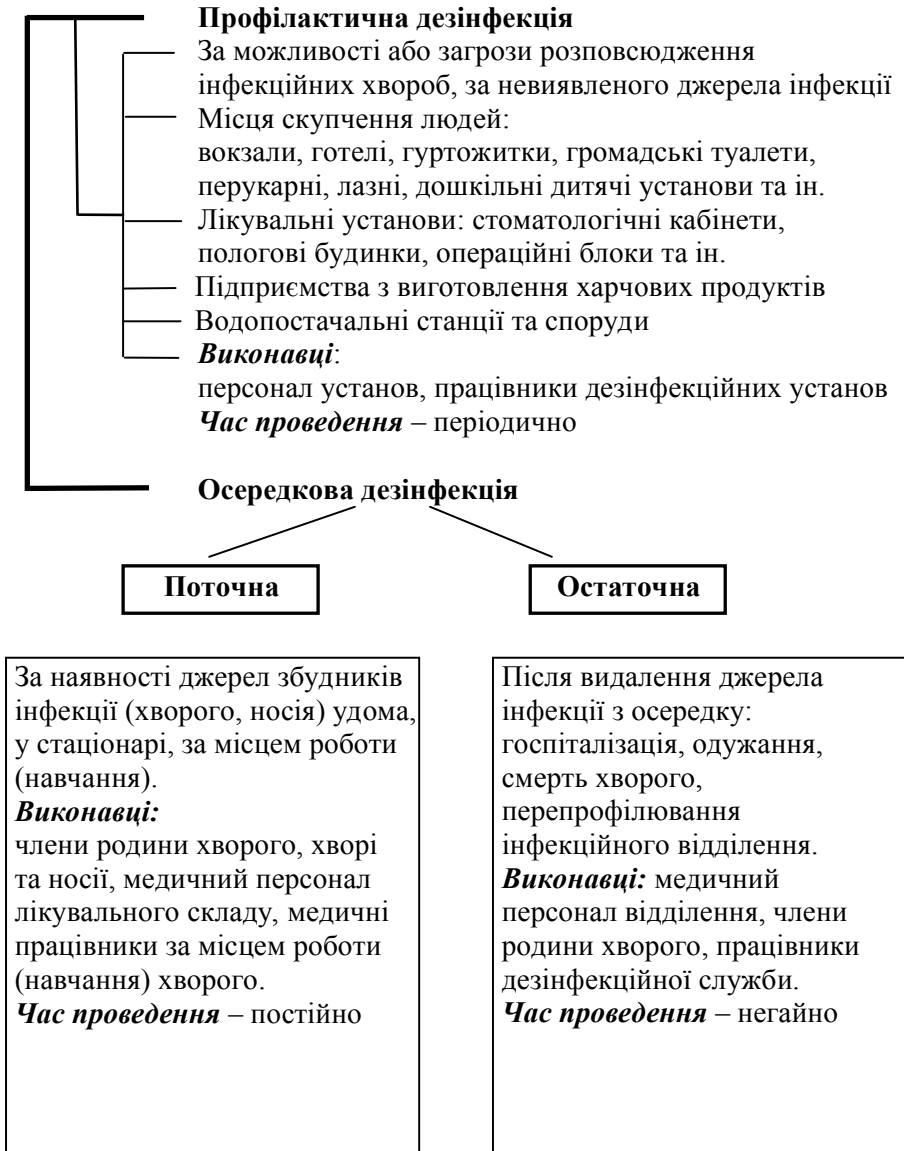 Профілактична дезінфекція
За можливості або загрози розповсюдження
інфекційних хвороб, за невиявленого джерела інфекції
Місця скупчення людей:
вокзали, готелі, гуртожитки, громадські туалети,
перукарні, лазні, дошкільні дитячі установи та ін.
Лікувальні установи: стоматологічні кабінети,
пологові будинки, операційні блоки та ін.
Підприємства з виготовлення харчових продуктів
Водопостачальні станції та споруди
Виконавці:
персонал установ, працівники дезінфекційних установ
Час проведення – періодично
Осередкова дезінфекція
Поточна
Остаточна
За наявності джерел збудників
інфекції (хворого, носія) удома,
у стаціонарі, за місцем роботи
(навчання).
Виконавці:
члени родини хворого, хворі
та носії, медичний персонал
лікувального складу, медичні
працівники за місцем роботи
(навчання) хворого.
Час проведення – постійно
Після видалення джерела
інфекції з осередку:
госпіталізація, одужання,
смерть хворого,
перепрофілювання
інфекційного відділення.
Виконавці: медичний
персонал відділення, члени
родини хворого, працівники
дезінфекційної служби.
Час проведення – негайно